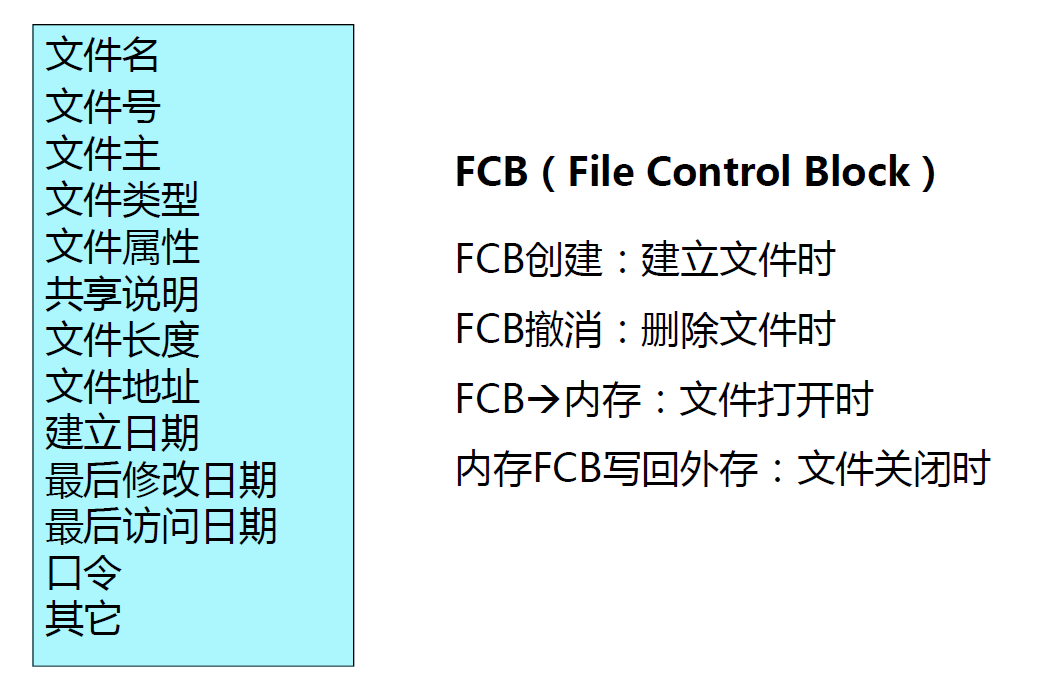 文件名
文件号
文件主
文件类型
文件属性
共享说明
文件长度
文件地址
建立日期
最后修改日期
最后访问日期
口令
其它
FCB（File Control Block）
FCB创建：建立文件时
FCB撤消：删除文件时
FCB→内存：文件打开时
内存FCB写回外存：文件关闭时